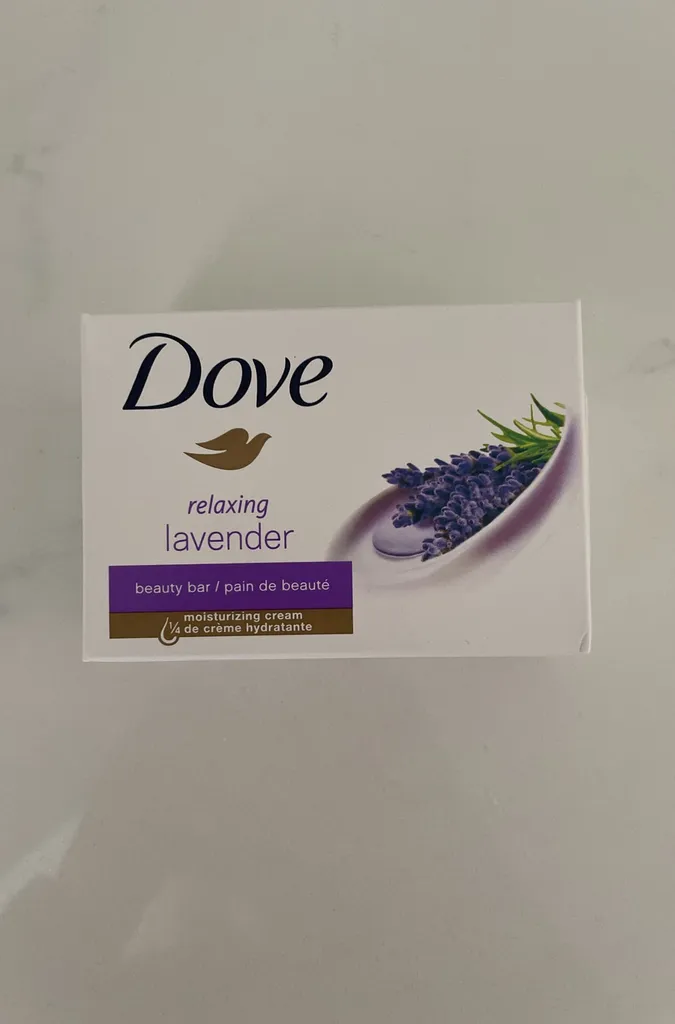 Dove
relaxing
lavender
beauty bar / pain de beauté
¼ moisturizing cream
de crème hydratante